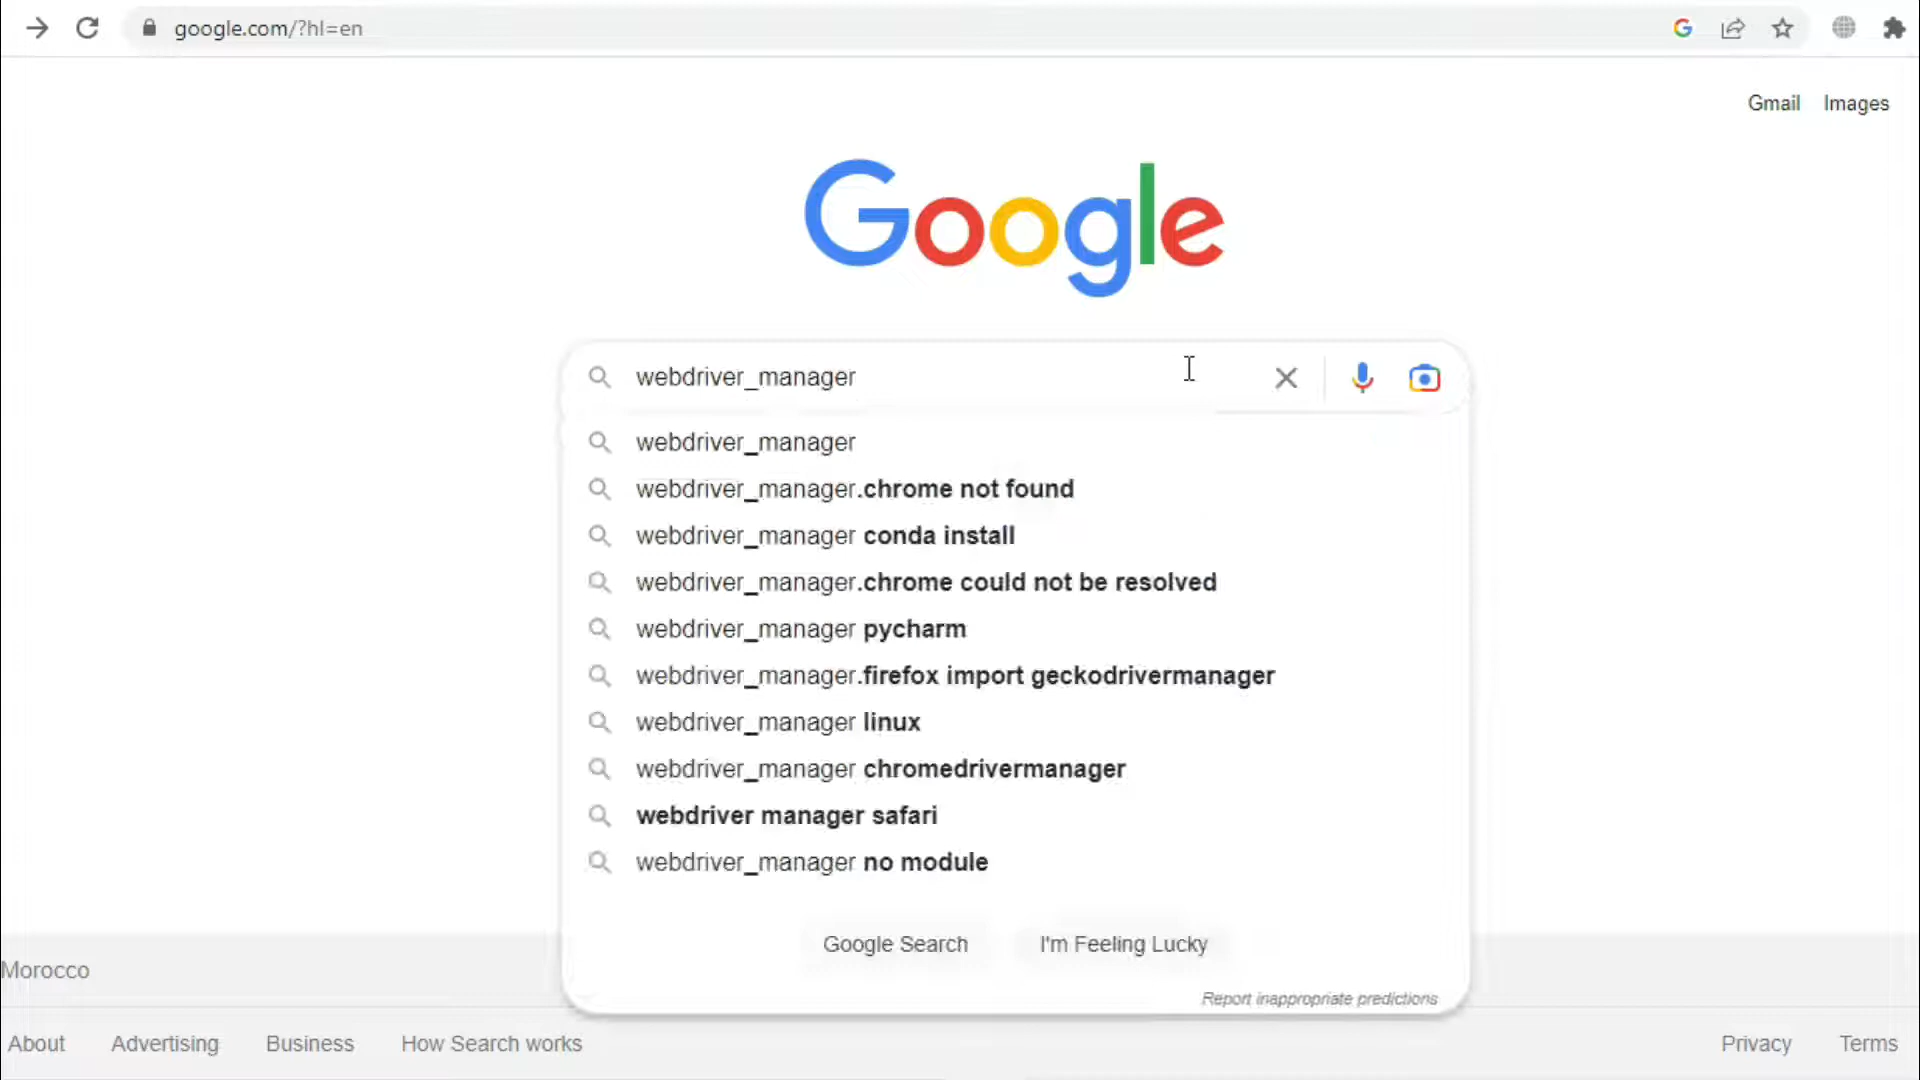 google.com/?hl=en
Gmail Images
Google
webdriver_manager
webdriver_manager
webdriver_manager.chrome not found
webdriver_manager conda install
webdriver_manager.chrome could not be resolved
webdriver_manager pycharm
webdriver_manager.firefox import geckodrivermanager
webdriver_manager linux
webdriver_manager chromedrivermanager
webdriver manager safari
webdriver_manager no module
Google Search I'm Feeling Lucky
Report inappropriate predictions
Morocco
About Advertising Business How Search works Privacy Terms